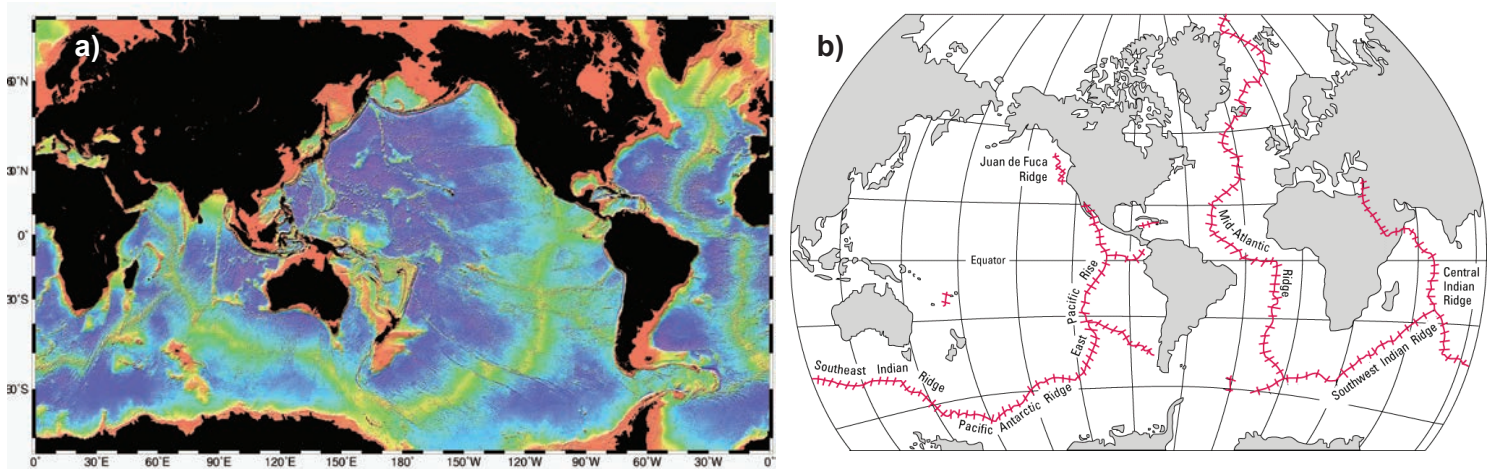 a)
60°N
30°N
0°
30°S
60°S
0°
30°E
60°E
90°E
120°E
150°E
180°
150°W
120°W
90°W
60°W
30°W
0°
b)
Juan de Fuca
Ridge
Mid-Atlantic
Ridge
Equator
East Pacific Rise
Central
Indian
Ridge
Southeast Indian Ridge
Pacific Antarctic Ridge
Southwest Indian Ridge